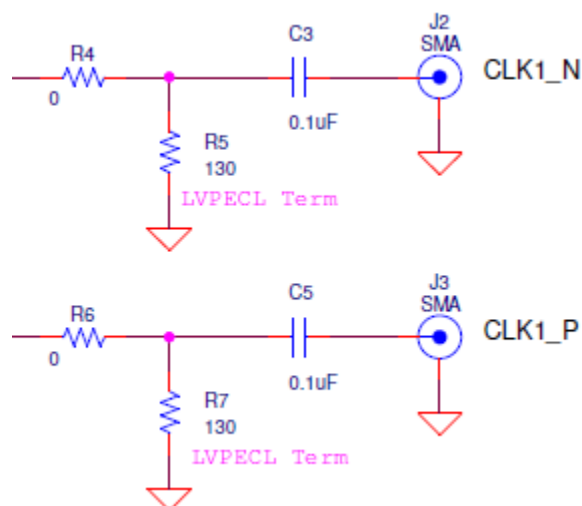 J2
SMA
C3
R4
CLK1_N
0
0.1uF
R5
130
LVPECL Term
J3
SMA
C5
R6
CLK1_P
0
0.1uF
R7
130
LVPECL Term